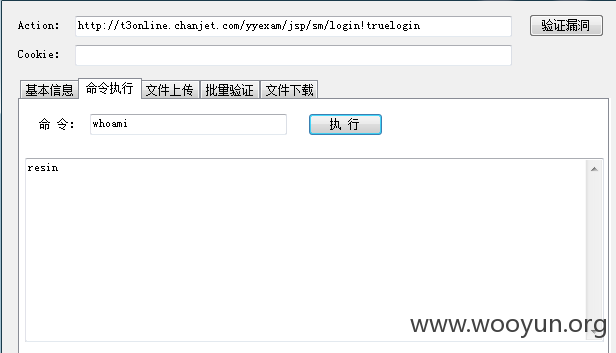 Action: http://t3online.chanjet.com/yyexam/jsp/sm/login!truelogin 验证漏洞
Cookie:
基本信息 命令执行 文件上传 批量验证 文件下载
命 令: whoami 执 行
resin
www.wooyun.org